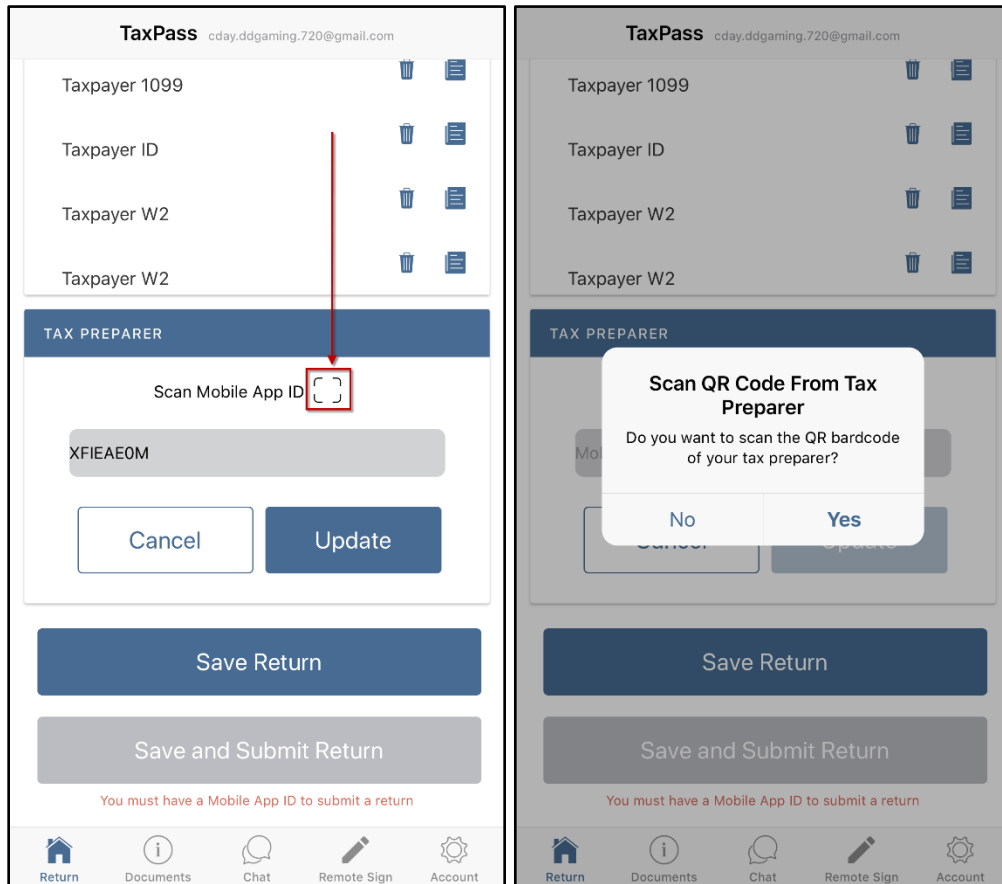 TaxPass cday.ddgaming.720@gmail.com
Taxpayer 1099
Taxpayer ID
Taxpayer W2
Taxpayer W2
TAX PREPARER
Scan Mobile App ID
XFIEAE0M
Cancel Update
Save Return
Save and Submit Return
You must have a Mobile App ID to submit a return
Return Documents Chat Remote Sign Account
TaxPass cday.ddgaming.720@gmail.com
Taxpayer 1099
Taxpayer ID
Taxpayer W2
Taxpayer W2
TAX PREPARER
Scan QR Code From Tax
Preparer
Do you want to scan the QR bardcode
of your tax preparer?
No Yes
Save Return
Save and Submit Return
You must have a Mobile App ID to submit a return
Return Documents Chat Remote Sign Account